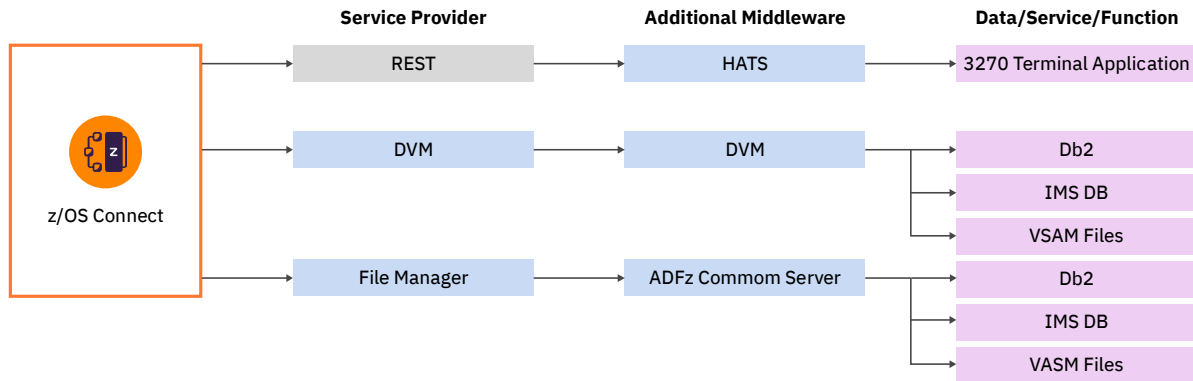 Service Provider
Additional Middleware
Data/Service/Function
REST
HATS
3270 Terminal Application
z
z/OS Connect
DVM
DVM
Db2
IMS DB
VSAM Files
File Manager
ADFz Commom Server
Db2
IMS DB
VASM Files